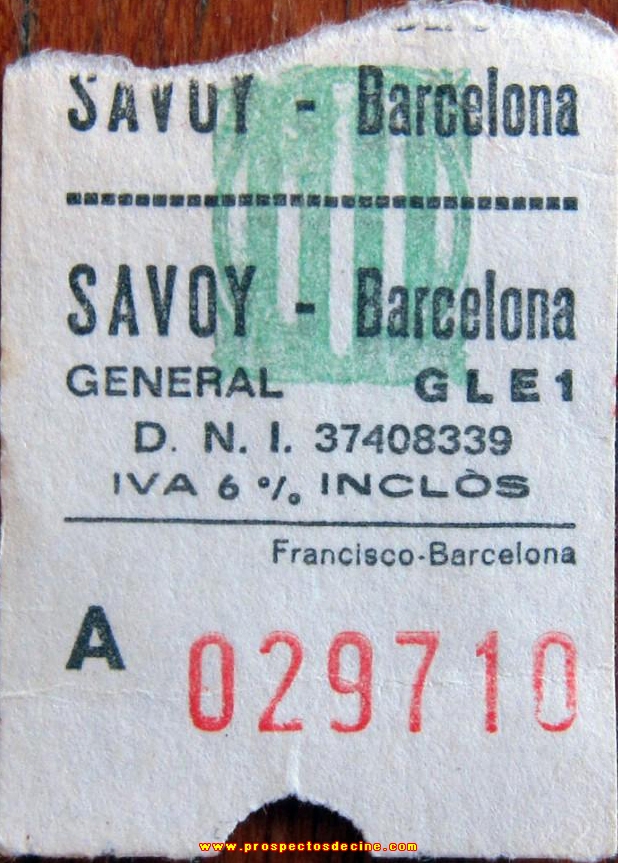 SAVOY - Barcelona
SAVOY - Barcelona
GENERAL GLE1
D. N. I. 37408339
IVA 6 % INCLÒS
Francisco-Barcelona
A 029710
www.prospectosdecine.com